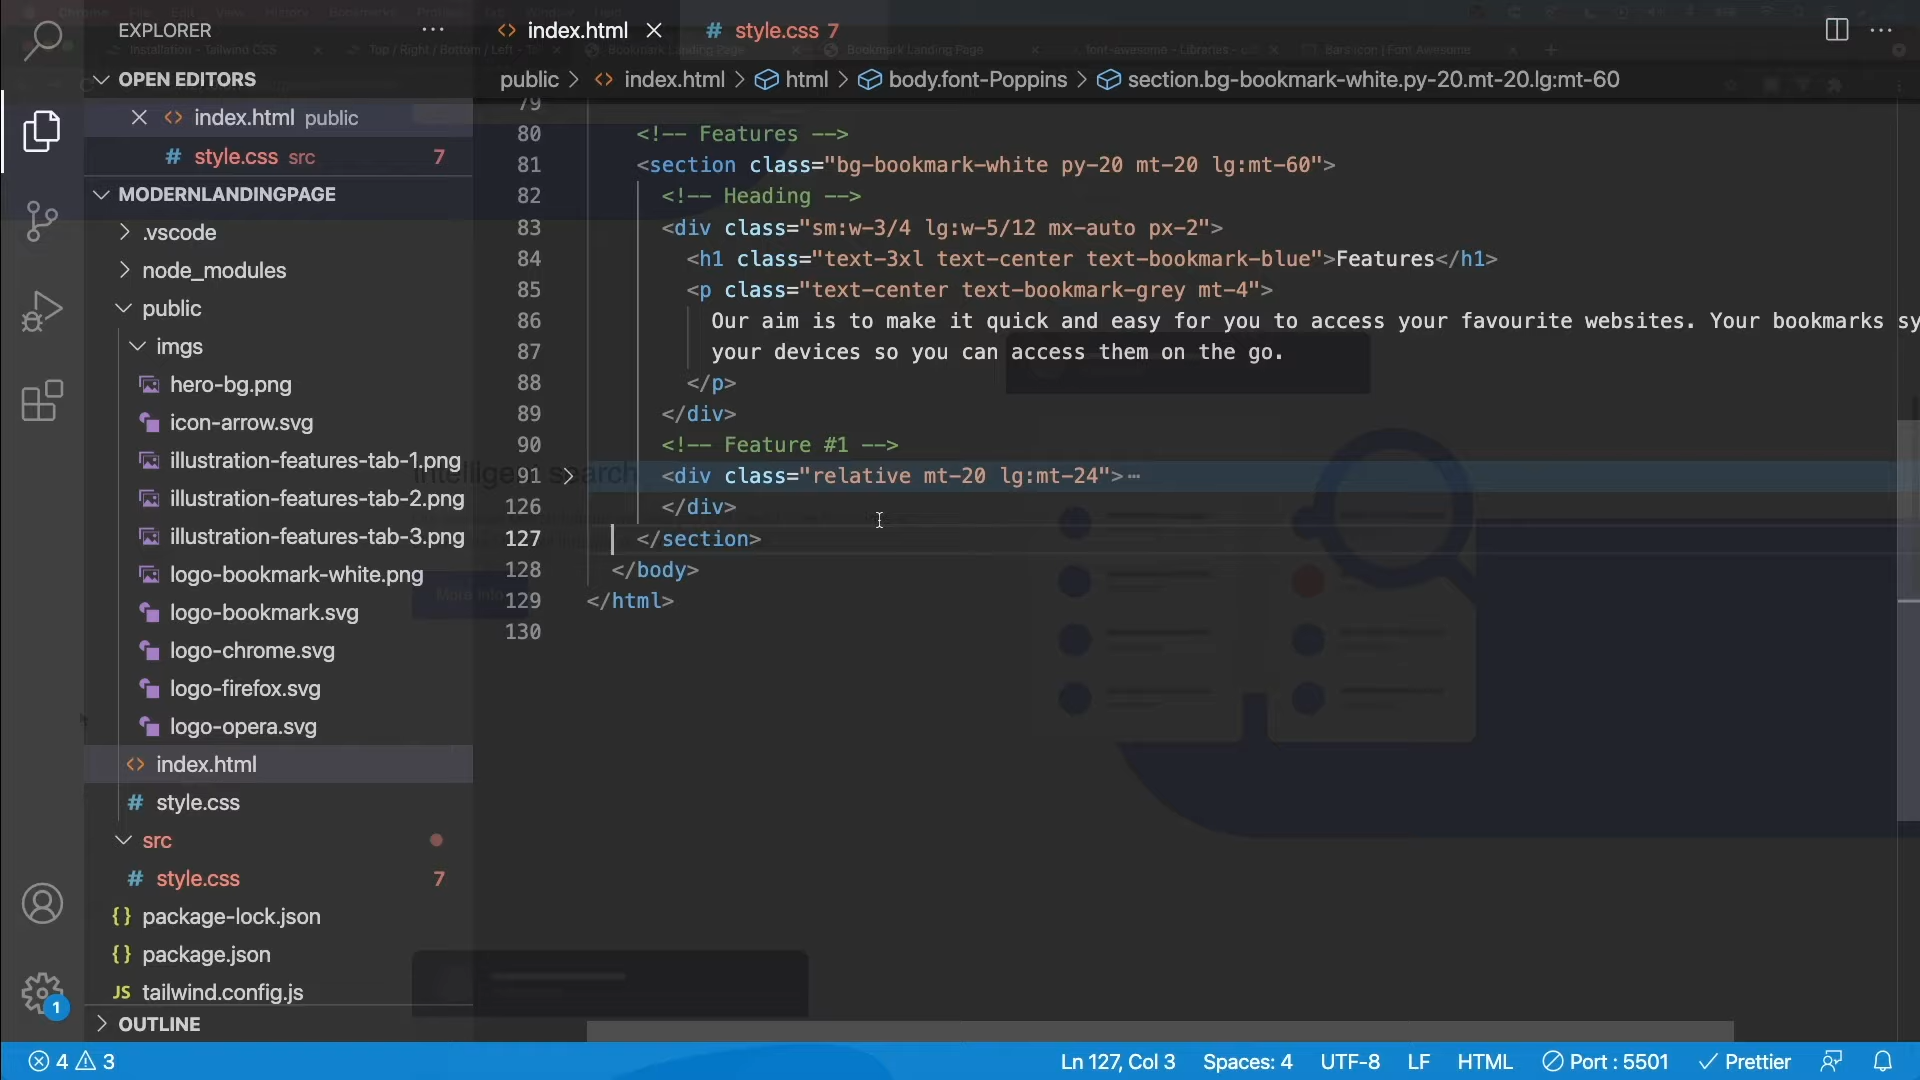 EXPLORER
index.html
# style.css 7
OPEN EDITORS
public > <> index.html > html > body.font-Poppins > section.bg-bookmark-white.py-20.mt-20.lg:mt-60
<> index.html public
# style.css src 7
MODERNLANDINGPAGE
.vscode
node_modules
public
imgs
hero-bg.png
icon-arrow.svg
illustration-features-tab-1.png
illustration-features-tab-2.png
illustration-features-tab-3.png
logo-bookmark-white.png
logo-bookmark.svg
logo-chrome.svg
logo-firefox.svg
logo-opera.svg
<> index.html
# style.css
src
# style.css 7
{} package-lock.json
{} package.json
JS tailwind.config.js
OUTLINE
79
80 <!-- Features -->
81 <section class="bg-bookmark-white py-20 mt-20 lg:mt-60">
82 <!-- Heading -->
83 <div class="sm:w-3/4 lg:w-5/12 mx-auto px-2">
84 <h1 class="text-3xl text-center text-bookmark-blue">Features</h1>
85 <p class="text-center text-bookmark-grey mt-4">
86 Our aim is to make it quick and easy for you to access your favourite websites. Your bookmarks sy
87 your devices so you can access them on the go.
88 </p>
89 </div>
90 <!-- Feature #1 -->
91 <div class="relative mt-20 lg:mt-24">
126 </div>
127 </section>
128 </body>
129 </html>
130
Intelligent search
More Info
1
4 3
Ln 127, Col 3
Spaces: 4
UTF-8
LF
HTML
Port : 5501
Prettier